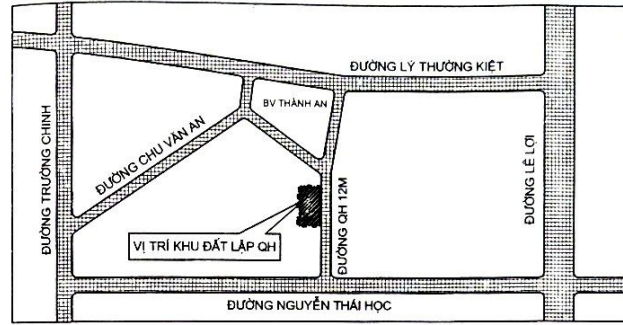 ĐƯỜNG LÝ THƯỜNG KIỆT
BV THÀNH AN
ĐƯỜNG TRƯỜNG CHINH
ĐƯỜNG CHU VĂN AN
ĐƯỜNG QH 12M
ĐƯỜNG LÊ LỢI
VỊ TRÍ KHU ĐẤT LẬP QH
ĐƯỜNG NGUYỄN THÁI HỌC